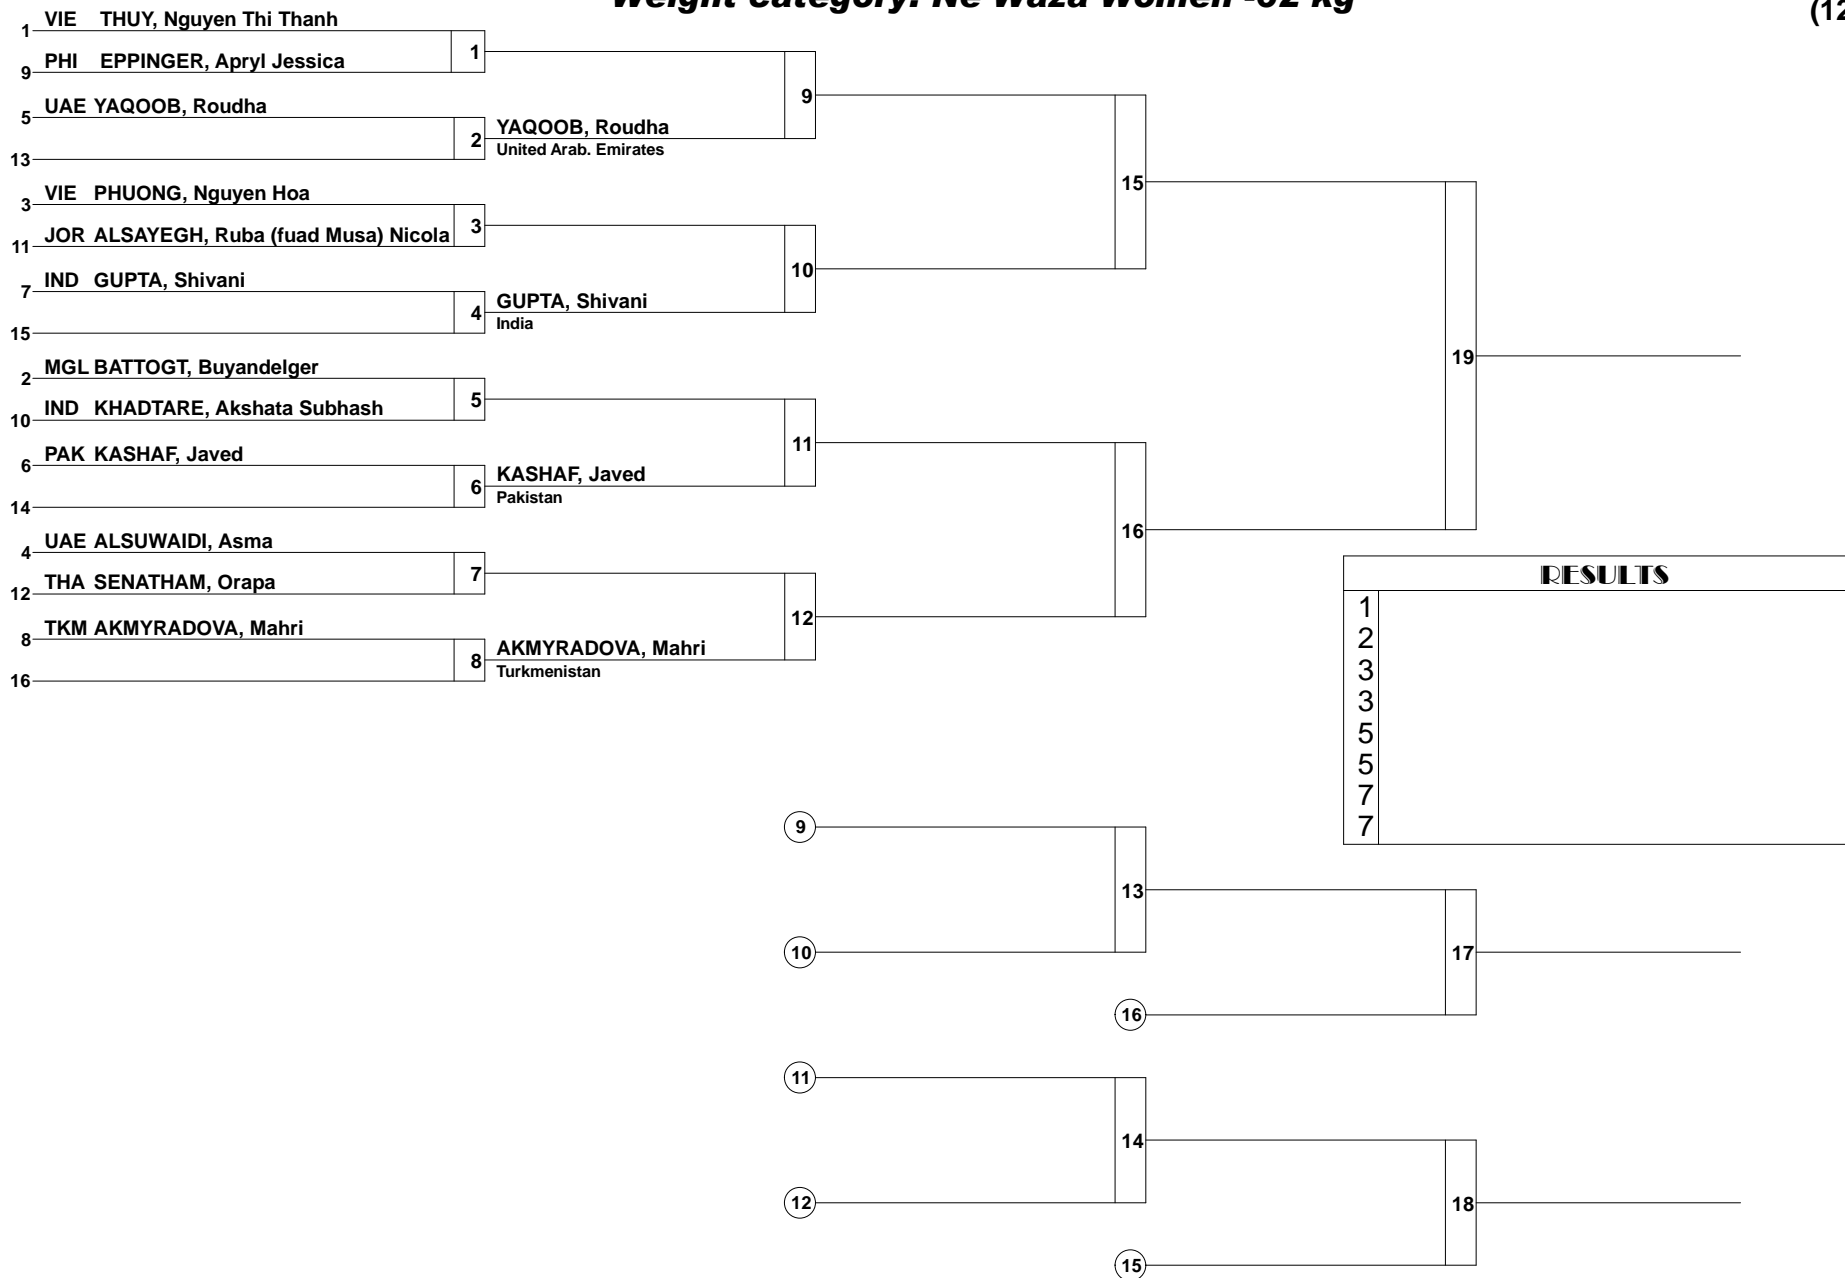 Weight Category: Ne Waza Women -62 kg
(12
1 VIE THUY, Nguyen Thi Thanh
1
9 PHI EPPINGER, Apryl Jessica
9
5 UAE YAQOOB, Roudha
2 YAQOOB, Roudha
United Arab. Emirates
13
15
3 VIE PHUONG, Nguyen Hoa
3
11 JOR ALSAYEGH, Ruba (fuad Musa) Nicola
10
7 IND GUPTA, Shivani
4 GUPTA, Shivani
India
15
19
2 MGL BATTOGT, Buyandelger
5
10 IND KHADTARE, Akshata Subhash
11
6 PAK KASHAF, Javed
6 KASHAF, Javed
Pakistan
14
16
4 UAE ALSUWAIDI, Asma
7
12 THA SENATHAM, Orapa
12
8 TKM AKMYRADOVA, Mahri
8 AKMYRADOVA, Mahri
Turkmenistan
16
RESULTS
1
2
3
3
5
5
7
7
9
13
10
17
16
11
14
12
18
15